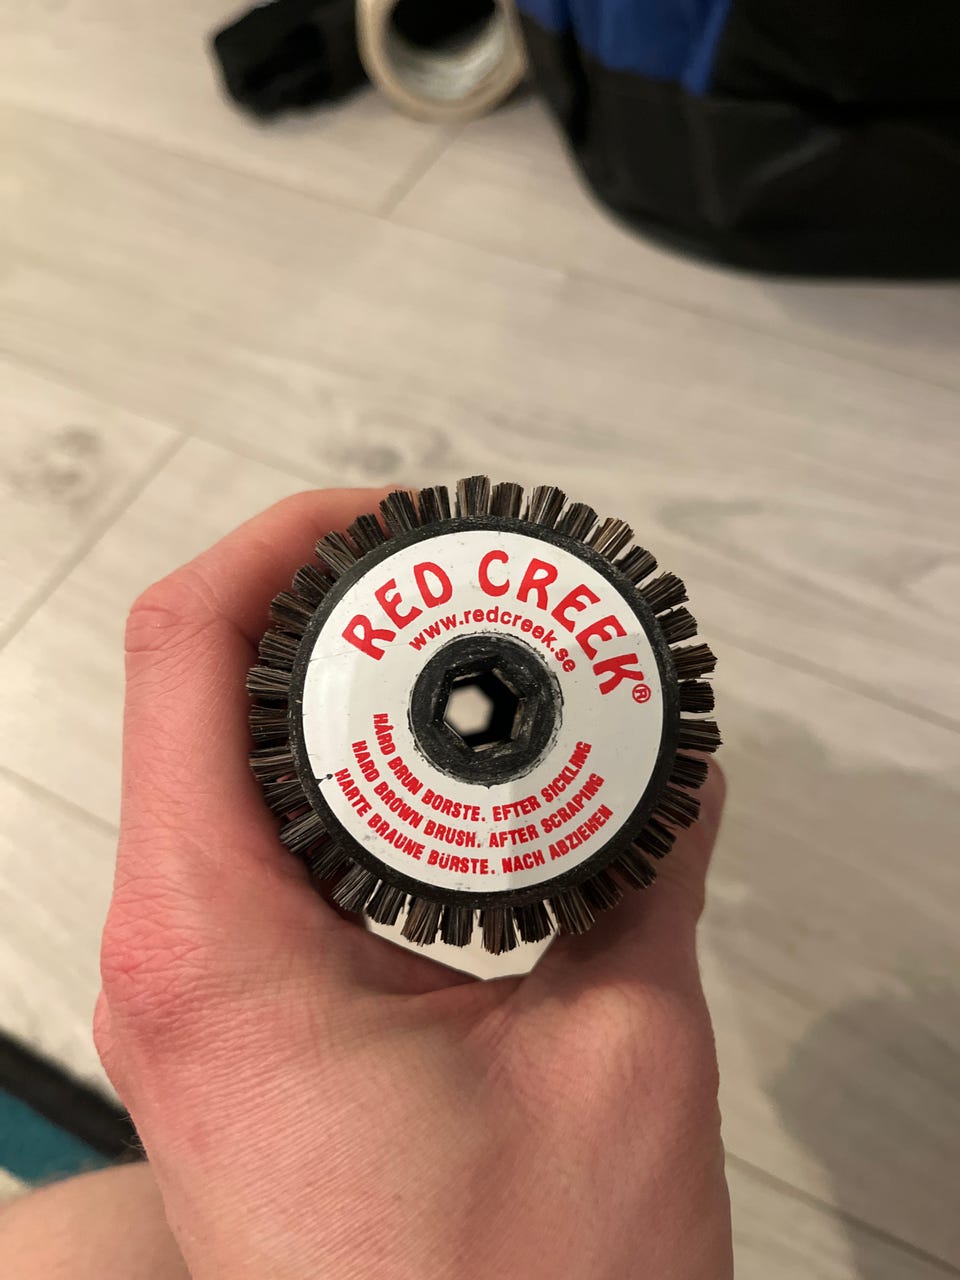 RED CREEK®
www.redcreek.se
HÅRD BRUN BORSTE. EFTER SICKLING
HARD BROWN BRUSH. AFTER SCRAPING
HARTE BRAUNE BÜRSTE. NACH ABZIEHEN